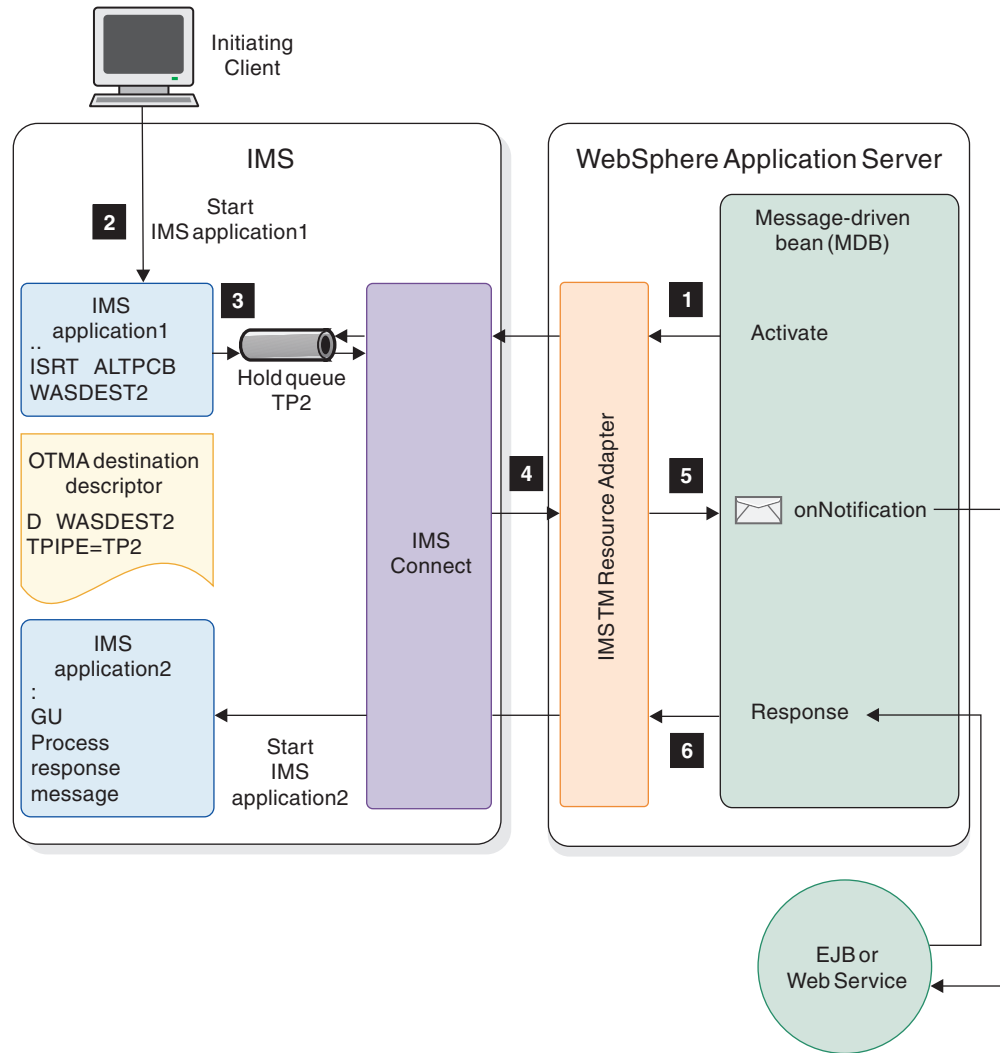 Initiating
Client
IMS
WebSphere Application Server
2
Start
IMS application1
Message-driven
bean (MDB)
IMS
application1
..
ISRT ALTPCB
WASDEST2
3
Hold queue
TP2
1
Activate
OTMA destination
descriptor
D WASDEST2
TPIPE=TP2
IMS
Connect
4
IMS TM Resource Adapter
5
onNotification
IMS
application2
:
GU
Process
response
message
Start
IMS
application2
6
Response
EJB or
Web Service